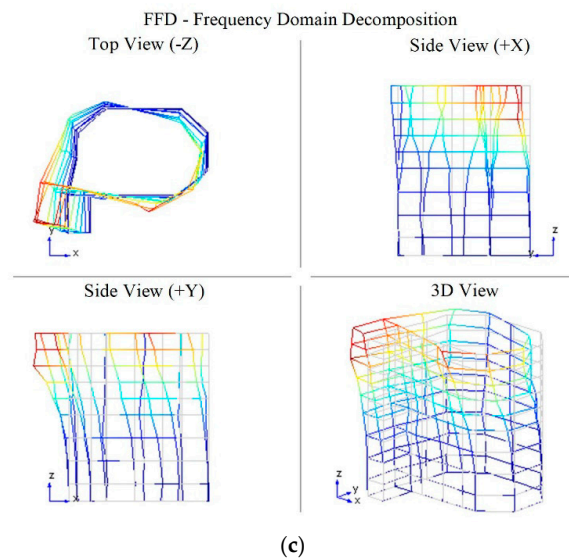 FFD - Frequency Domain Decomposition
Top View (-Z)
Side View (+X)
y
x
z
y
Side View (+Y)
3D View
z
x
z
y
x
(c)